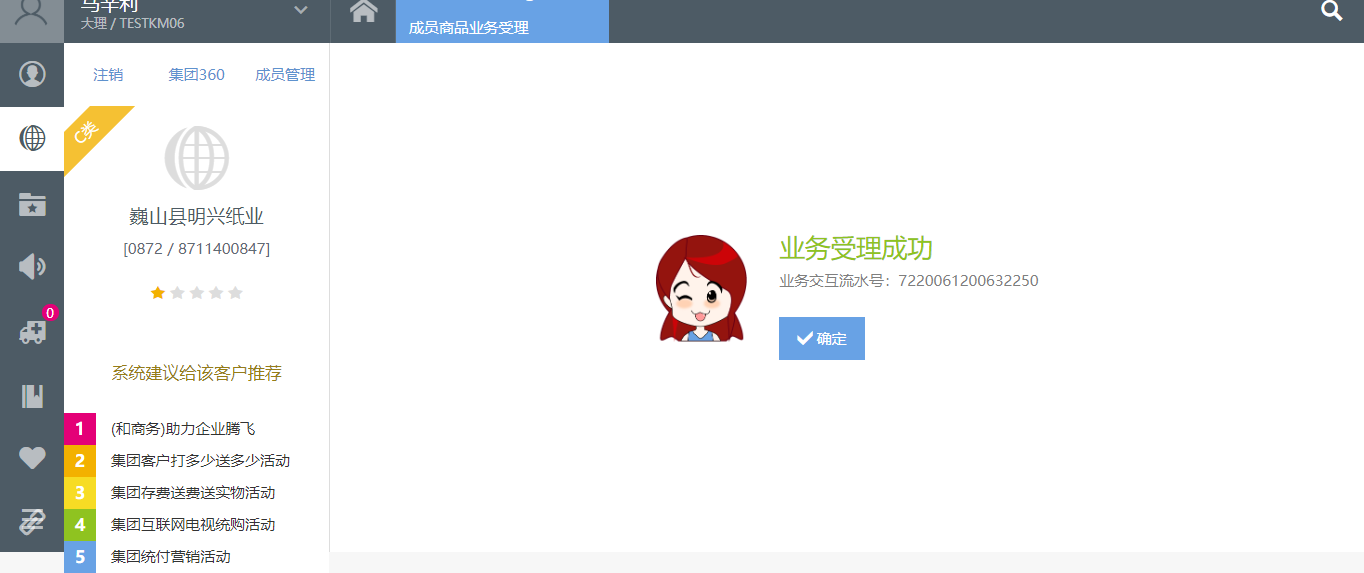 大理 / TESTKM06
成员商品业务受理
注销 集团360 成员管理
C类
巍山县明兴纸业
[0872 / 8711400847]
业务受理成功
业务交互流水号：7220061200632250
确定
0
系统建议给该客户推荐
1 (和商务)助力企业腾飞
2 集团客户打多少送多少活动
3 集团存费送费送实物活动
4 集团互联网电视统购活动
5 集团统付营销活动